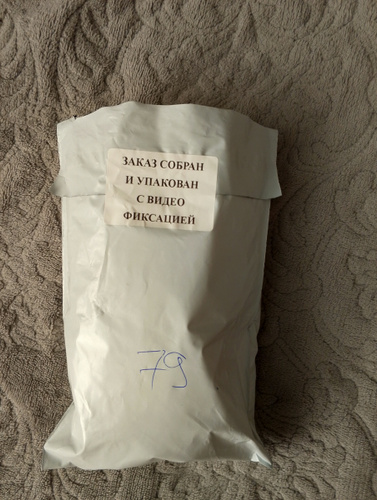 ЗАКАЗ СОБРАН
И УПАКОВАН
С ВИДЕО
ФИКСАЦИЕЙ
79